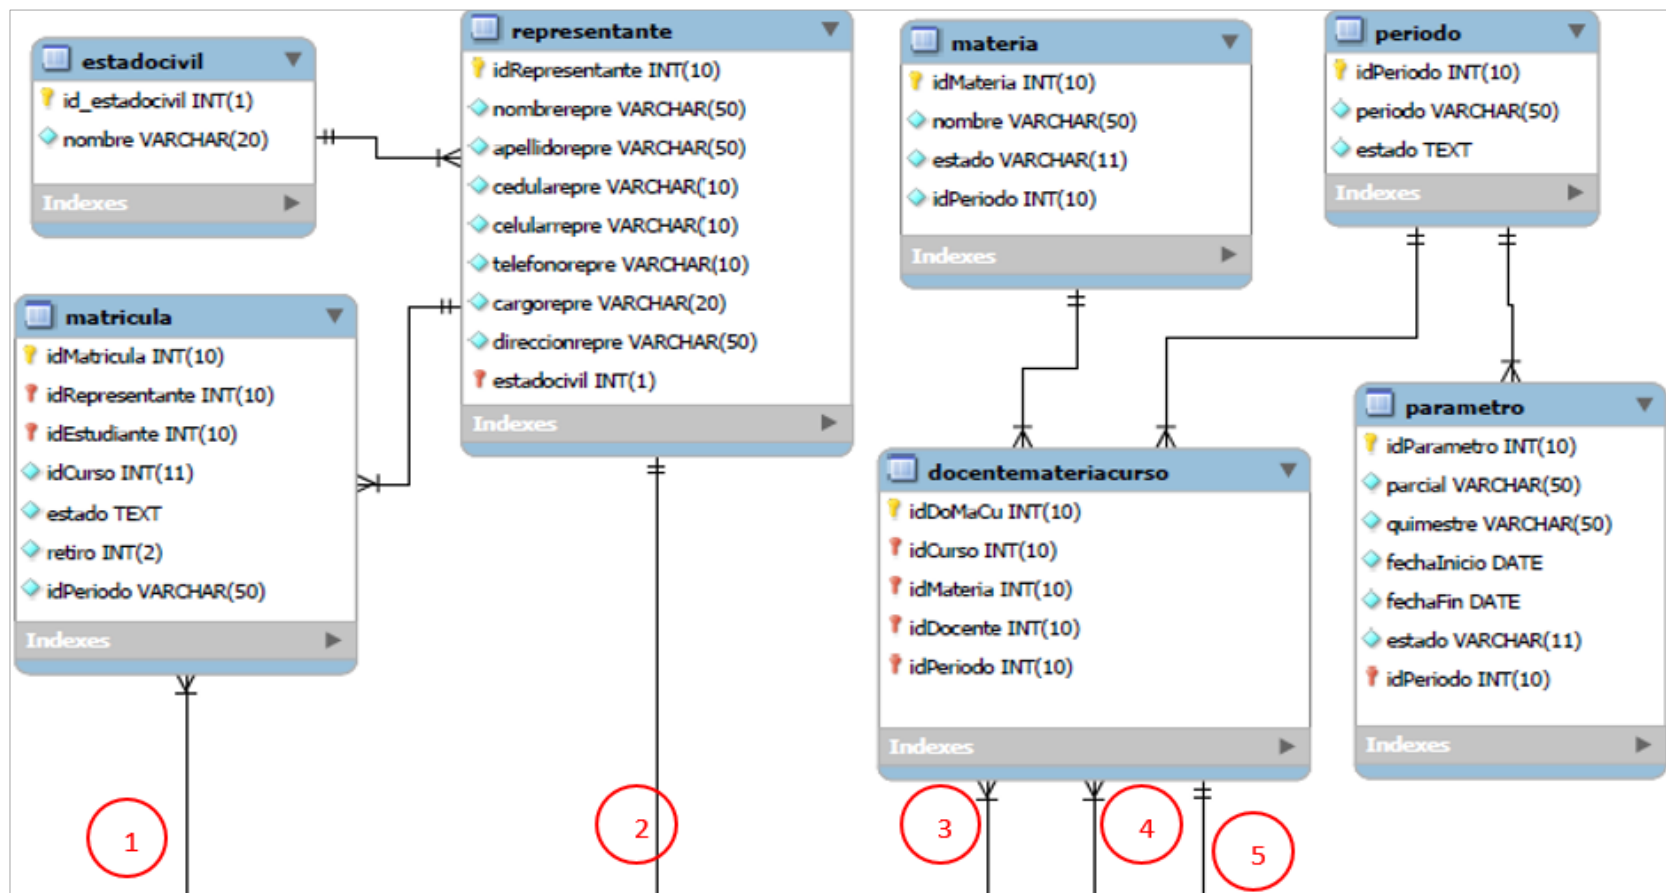 estadocivil
id_estadocivil INT(1)
nombre VARCHAR(20)
Indexes
representante
idRepresentante INT(10)
nombrerepre VARCHAR(50)
apellidorepre VARCHAR(50)
cedularepre VARCHAR(10)
celularrepre VARCHAR(10)
telefonorepre VARCHAR(10)
cargorepre VARCHAR(20)
direccionrepre VARCHAR(50)
estadocivil INT(1)
Indexes
materia
idMateria INT(10)
nombre VARCHAR(50)
estado VARCHAR(11)
idPeriodo INT(10)
Indexes
periodo
idPeriodo INT(10)
periodo VARCHAR(50)
estado TEXT
Indexes
matricula
idMatricula INT(10)
idRepresentante INT(10)
idEstudiante INT(10)
idCurso INT(11)
estado TEXT
retiro INT(2)
idPeriodo VARCHAR(50)
Indexes
docentemateriacurso
idDoMaCu INT(10)
idCurso INT(10)
idMateria INT(10)
idDocente INT(10)
idPeriodo INT(10)
Indexes
parametro
idParametro INT(10)
parcial VARCHAR(50)
quimestre VARCHAR(50)
fechaInicio DATE
fechaFin DATE
estado VARCHAR(11)
idPeriodo INT(10)
Indexes
1
2
3
4
5